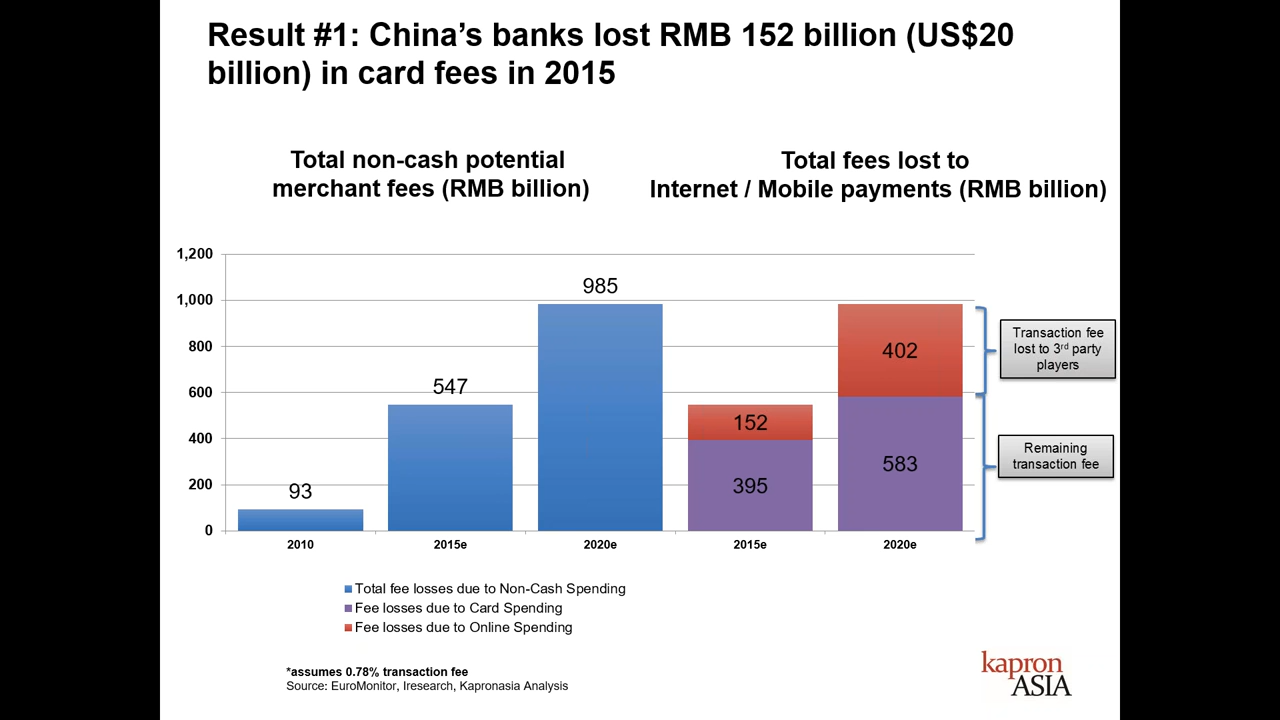 Result #1: China’s banks lost RMB 152 billion (US$20
billion) in card fees in 2015
Total non-cash potential
merchant fees (RMB billion)
Total fees lost to
Internet / Mobile payments (RMB billion)
1,200
1,000
800
600
400
200
0
93
547
985
152
395
402
583
2010
2015e
2020e
2015e
2020e
Transaction fee
lost to 3rd party
players
Remaining
transaction fee
Total fee losses due to Non-Cash Spending
Fee losses due to Card Spending
Fee losses due to Online Spending
*assumes 0.78% transaction fee
Source: EuroMonitor, Iresearch, Kapronasia Analysis
kapron
ASIA